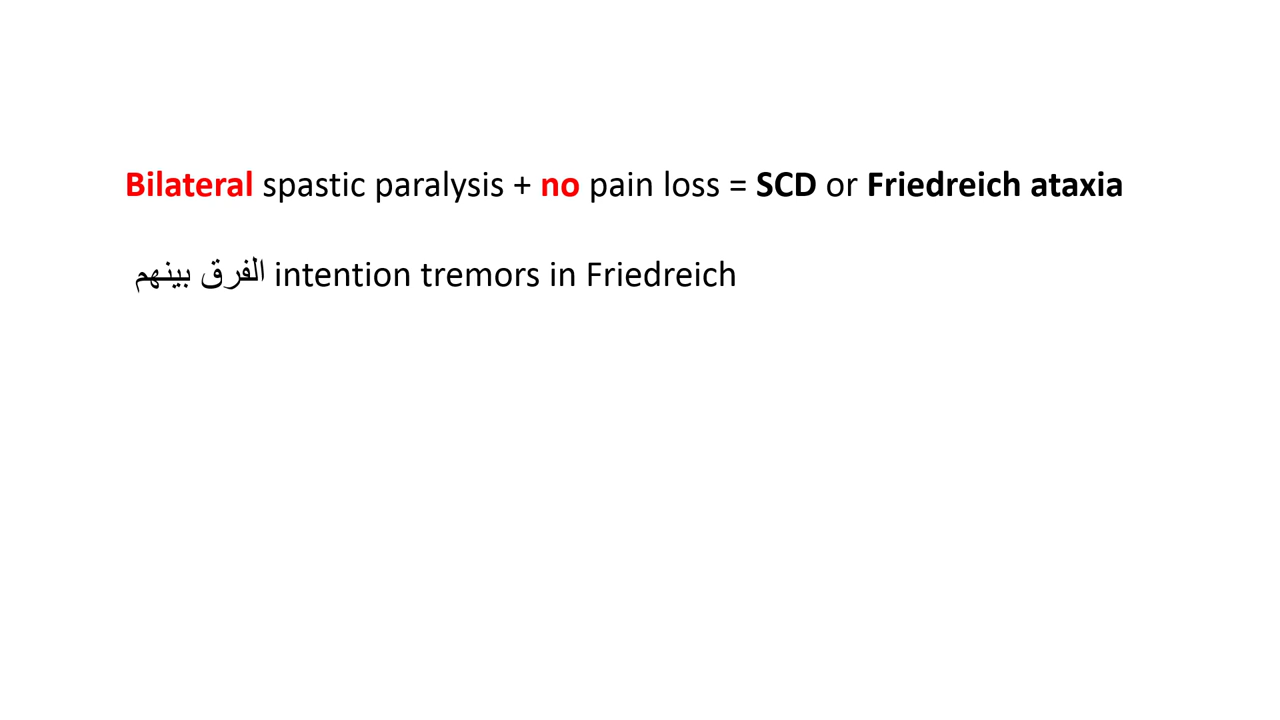 Bilateral spastic paralysis + no pain loss = SCD or Friedreich ataxia
الفرق بينهم intention tremors in Friedreich